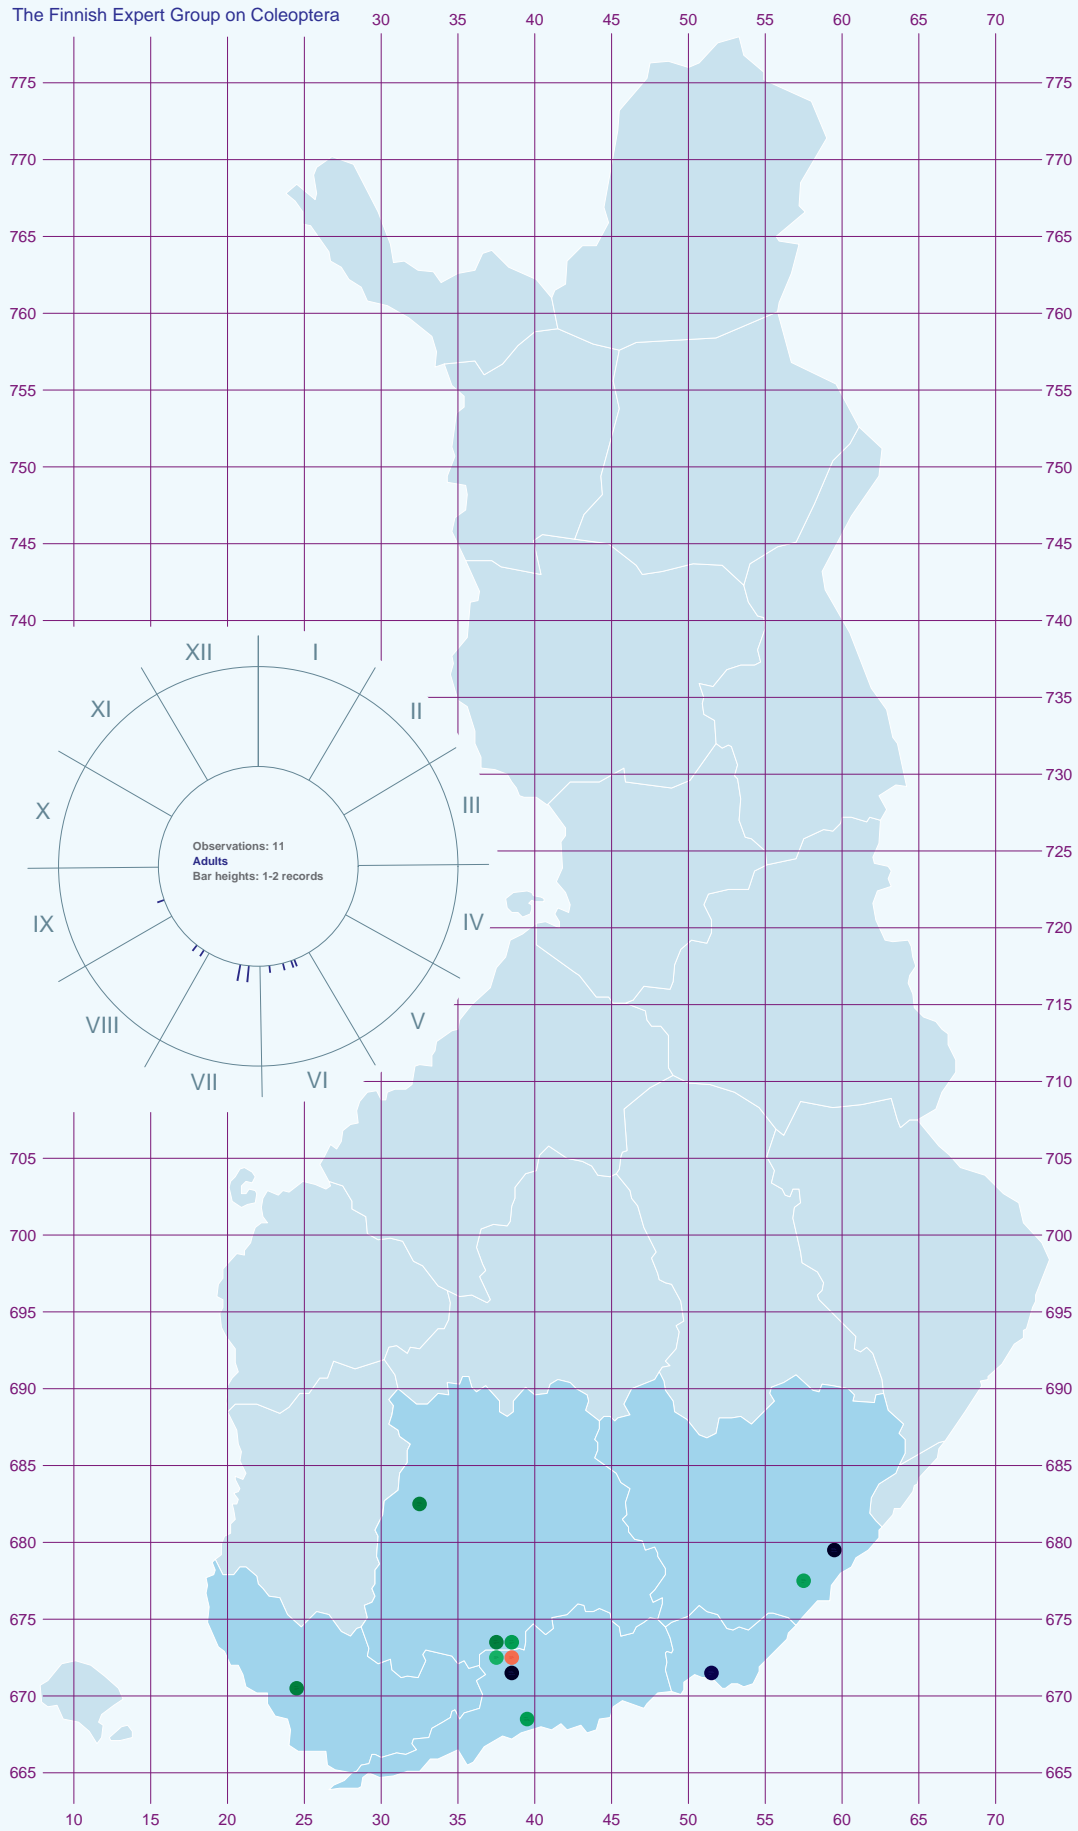 The Finnish Expert Group on Coleoptera
30 35 40 45 50 55 60 65 70
775 775
770 770
765 765
760 760
755 755
750 750
745 745
740 740
XII I
XI II
735
730
X III
Observations: 11
725
Adults
Bar heights: 1-2 records
IX IV 720
715
VIII V
VII VI 710
705 705
700 700
695 695
690 690
685 685
680 680
675 675
670 670
665 665
10 15 20 25 30 35 40 45 50 55 60 65 70